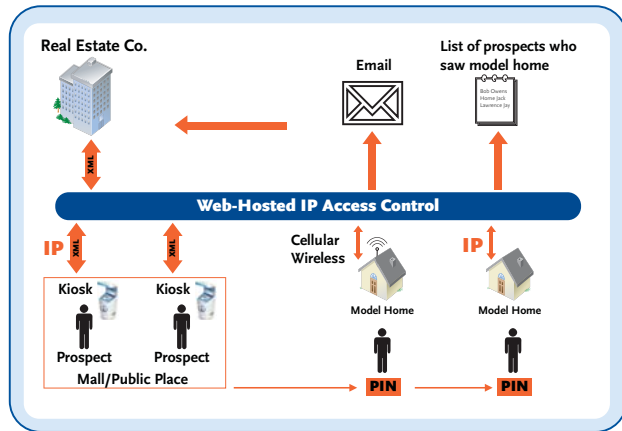 Real Estate Co.
Email
List of prospects who
saw model home
Bob Owens
Home Jack
Lawrence Jay
XML
Web-Hosted IP Access Control
IP
XML
XML
Cellular
Wireless
IP
Kiosk
Kiosk
Model Home
Model Home
Prospect
Prospect
Mall/Public Place
PIN
PIN